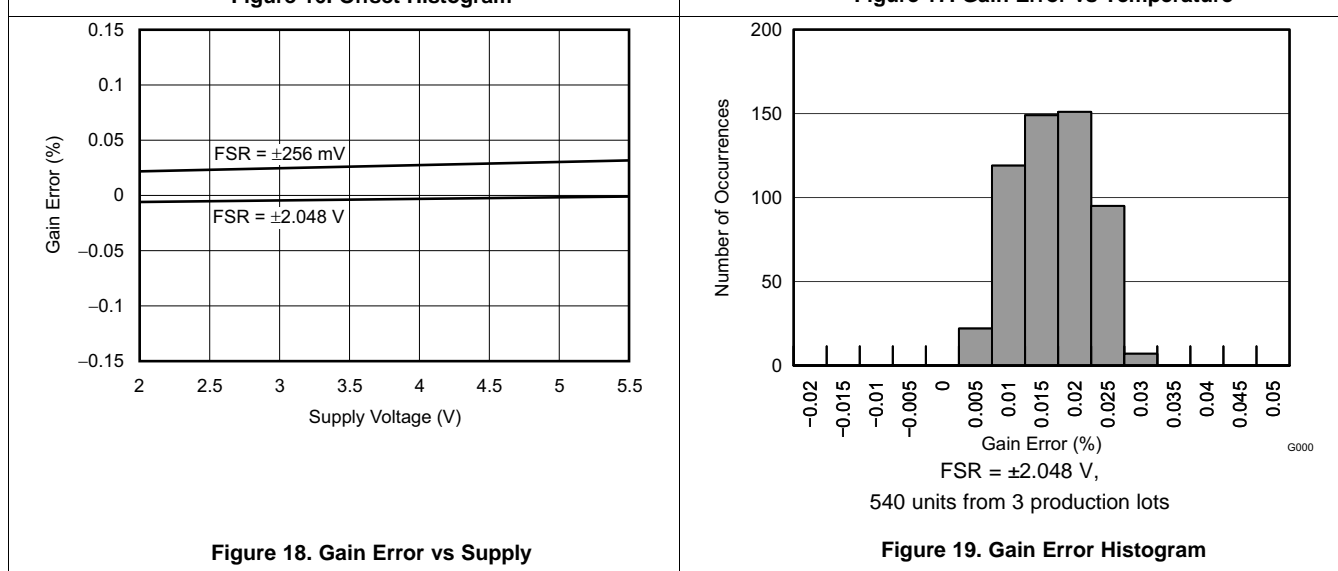 Figure 17. Gain Error vs Temperature
0.15
0.1
0.05
0
−0.05
−0.1
−0.15
Gain Error (%)
FSR = ±256 mV
FSR = ±2.048 V
2 2.5 3 3.5 4 4.5 5 5.5
Supply Voltage (V)
Figure 18. Gain Error vs Supply
200
150
100
50
0
Number of Occurrences
−0.02 −0.015 −0.01 −0.005 0 0.005 0.01 0.015 0.02 0.025 0.03 0.035 0.04 0.045 0.05
Gain Error (%)
G000
FSR = ±2.048 V,
540 units from 3 production lots
Figure 19. Gain Error Histogram